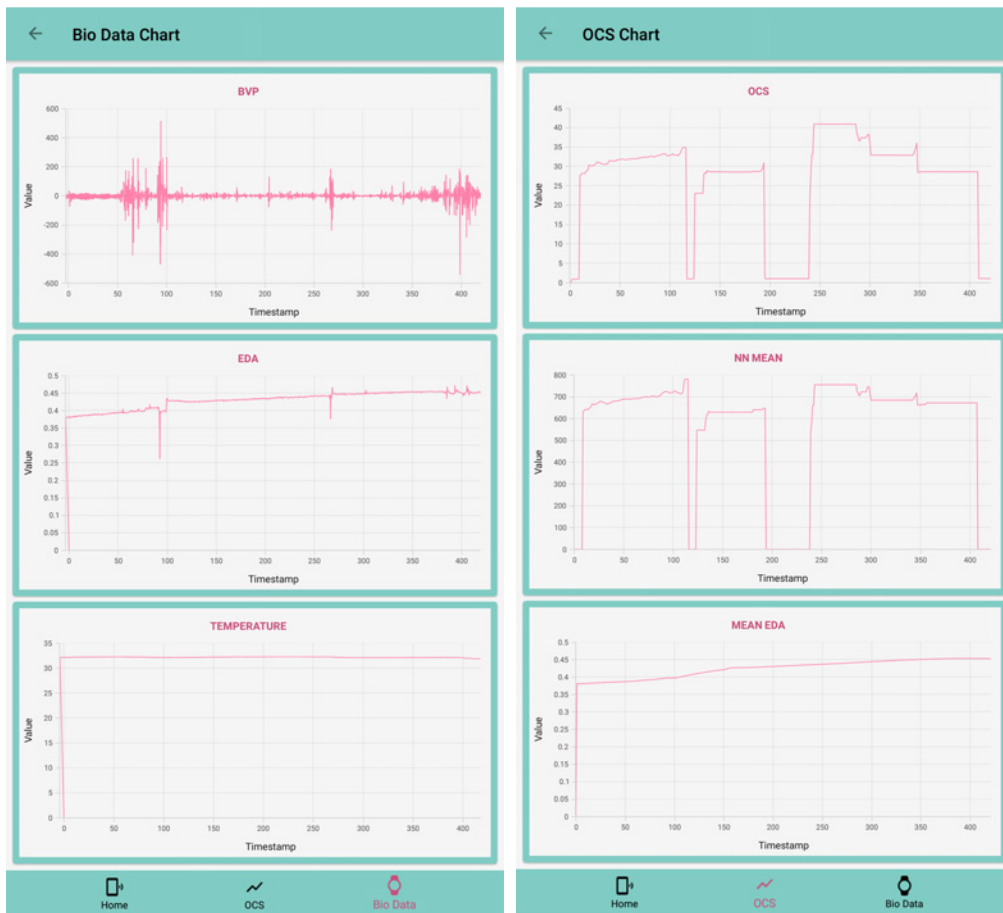 Bio Data Chart
BVP
600
400
200
0
-200
-400
-600
0 50 100 150 200 250 300 350 400
Value
Timestamp
EDA
0.5
0.45
0.4
0.35
0.3
0.25
0.2
0.15
0.1
0.05
0
0 50 100 150 200 250 300 350 400
Value
Timestamp
TEMPERATURE
35
30
25
20
15
10
5
0
0 50 100 150 200 250 300 350 400
Value
Timestamp
Home OCS Bio Data
OCS Chart
OCS
45
40
35
30
25
20
15
10
5
0
0 50 100 150 200 250 300 350 400
Value
Timestamp
NN MEAN
800
700
600
500
400
300
200
100
0
0 50 100 150 200 250 300 350 400
Value
Timestamp
MEAN EDA
0.5
0.45
0.4
0.35
0.3
0.25
0.2
0.15
0.1
0.05
0
0 50 100 150 200 250 300 350 400
Value
Timestamp
Home OCS Bio Data